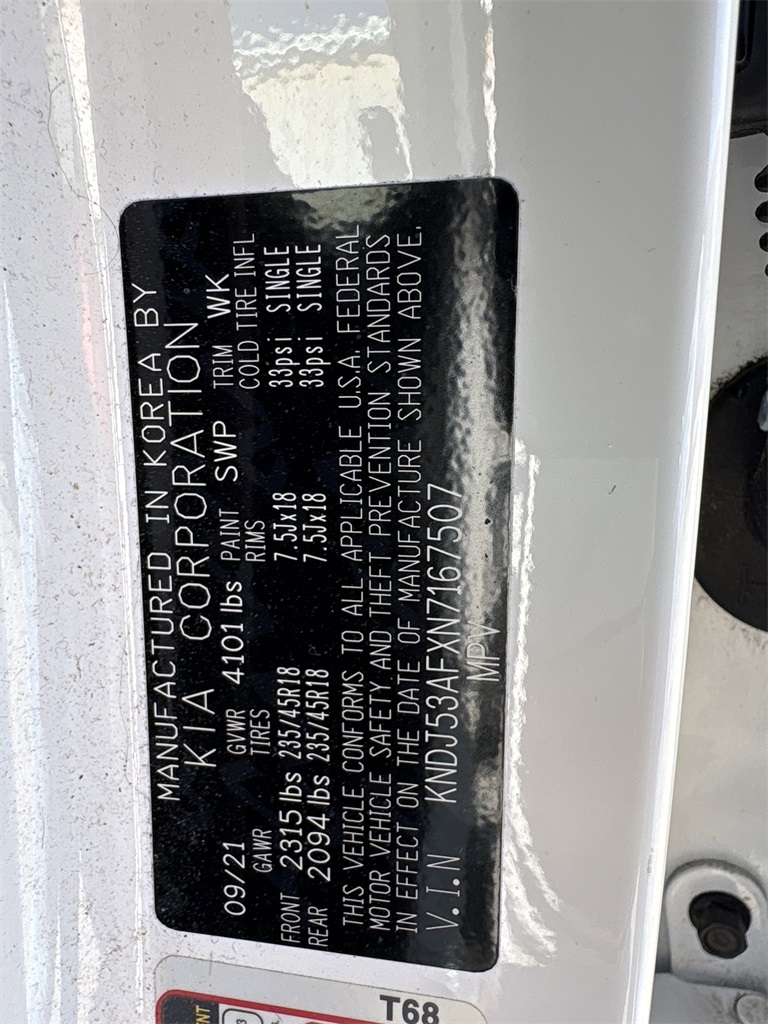 MANUFACTURED IN KOREA BY
KIA CORPORATION
09/21 GVWR 4101 lbs PAINT SWP TRIM WK
GAWR TIRES RIMS COLD TIRE INFL
FRONT 2315 lbs 235/45R18 7.5Jx18 33psi SINGLE
REAR 2094 lbs 235/45R18 7.5Jx18 33psi SINGLE
THIS VEHICLE CONFORMS TO ALL APPLICABLE U.S.A. FEDERAL
MOTOR VEHICLE SAFETY AND THEFT PREVENTION STANDARDS
IN EFFECT ON THE DATE OF MANUFACTURE SHOWN ABOVE.
V.I.N KNDJ53AFXN7167507
MPV
T68